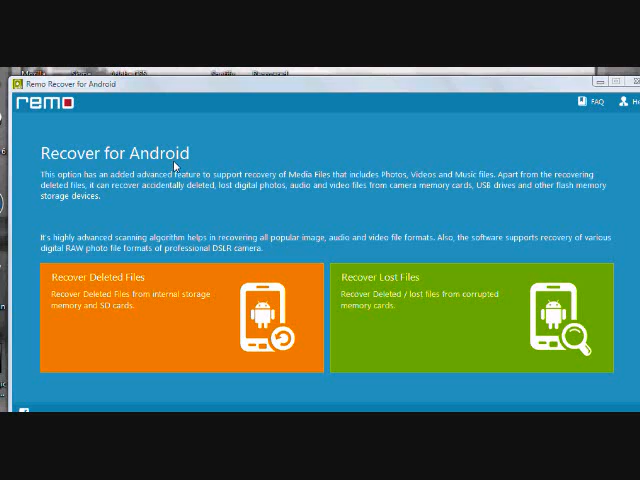 Remo Recover for Android
remo
FAQ
Recover for Android
This option has an added advanced feature to support recovery of Media Files that includes Photos, Videos and Music files. Apart from the recovering
deleted files, it can recover accidentally deleted, lost digital photos, audio and video files from camera memory cards, USB drives and other flash memory
storage devices.
It's highly advanced scanning algorithm helps in recovering all popular image, audio and video file formats. Also, the software supports recovery of various
digital RAW photo file formats of professional DSLR camera.
Recover Deleted Files
Recover Deleted Files from internal storage
memory and SD cards.
Recover Lost Files
Recover Deleted / lost files from corrupted
memory cards.